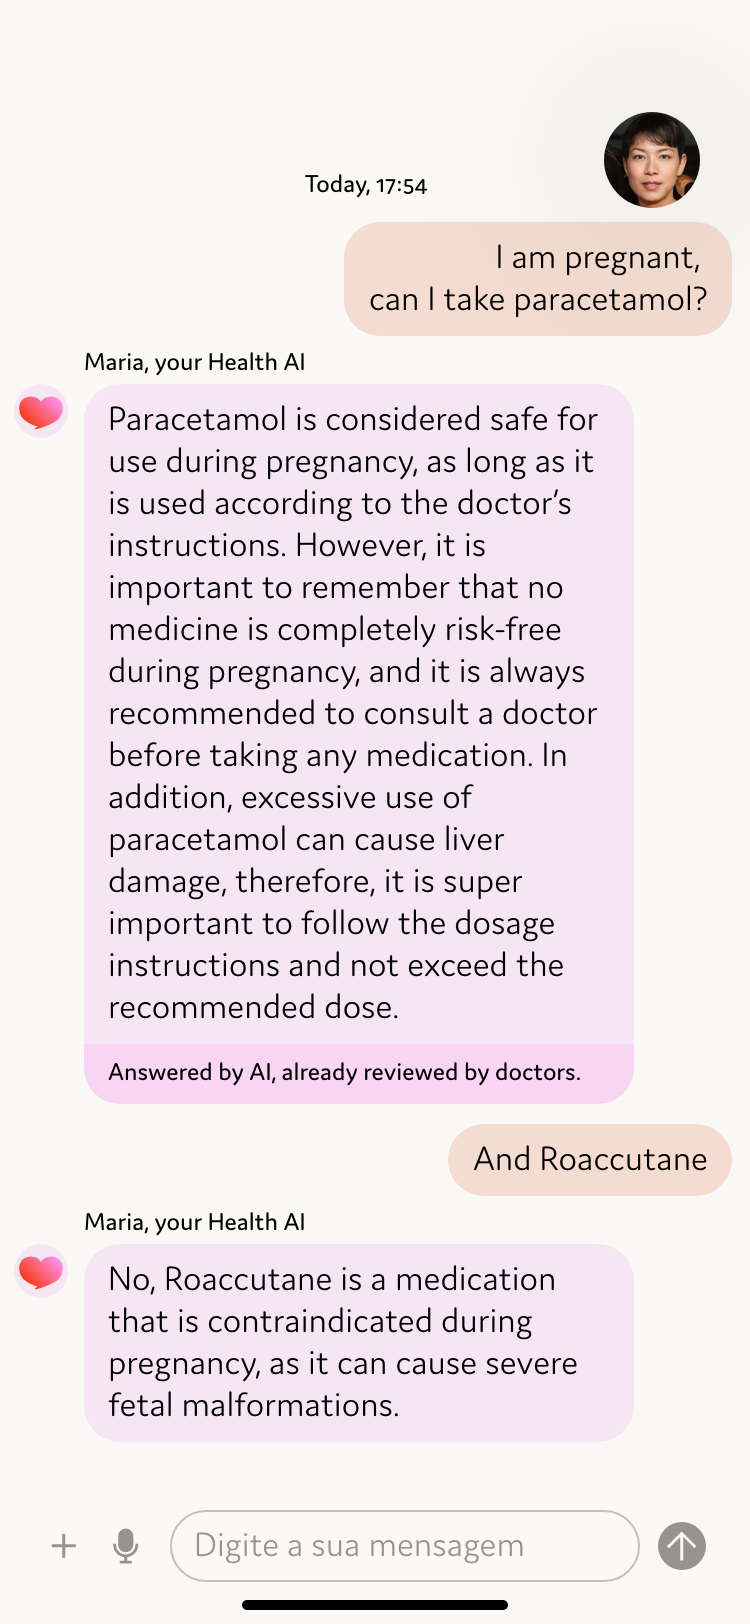 Today, 17:54
I am pregnant,
can I take paracetamol?
Maria, your Health AI
Paracetamol is considered safe for
use during pregnancy, as long as it
is used according to the doctor’s
instructions. However, it is
important to remember that no
medicine is completely risk-free
during pregnancy, and it is always
recommended to consult a doctor
before taking any medication. In
addition, excessive use of
paracetamol can cause liver
damage, therefore, it is super
important to follow the dosage
instructions and not exceed the
recommended dose.
Answered by AI, already reviewed by doctors.
And Roaccutane
Maria, your Health AI
No, Roaccutane is a medication
that is contraindicated during
pregnancy, as it can cause severe
fetal malformations.
Digite a sua mensagem